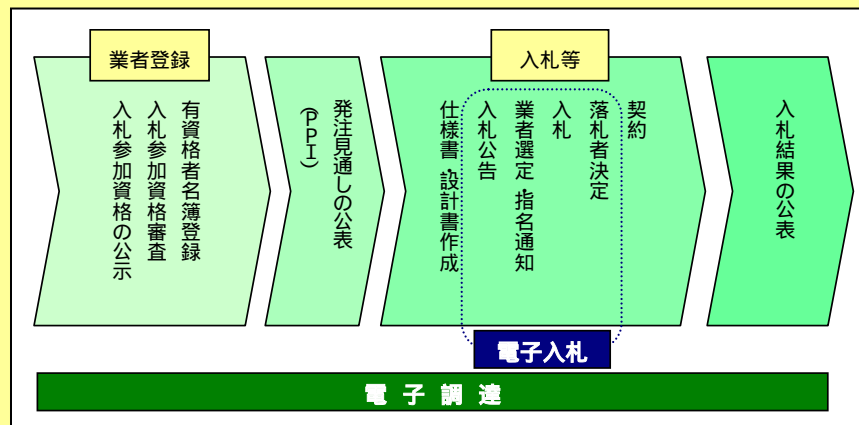 業者登録
入札参加資格の公示
入札参加資格審査
有資格者名簿登録
発注見通しの公表
(PPI)
入札等
仕様書・設計書作成
入札公告
業者選定・指名通知
入札
落札者決定
契約
入札結果の公表
電子入札
電子調達